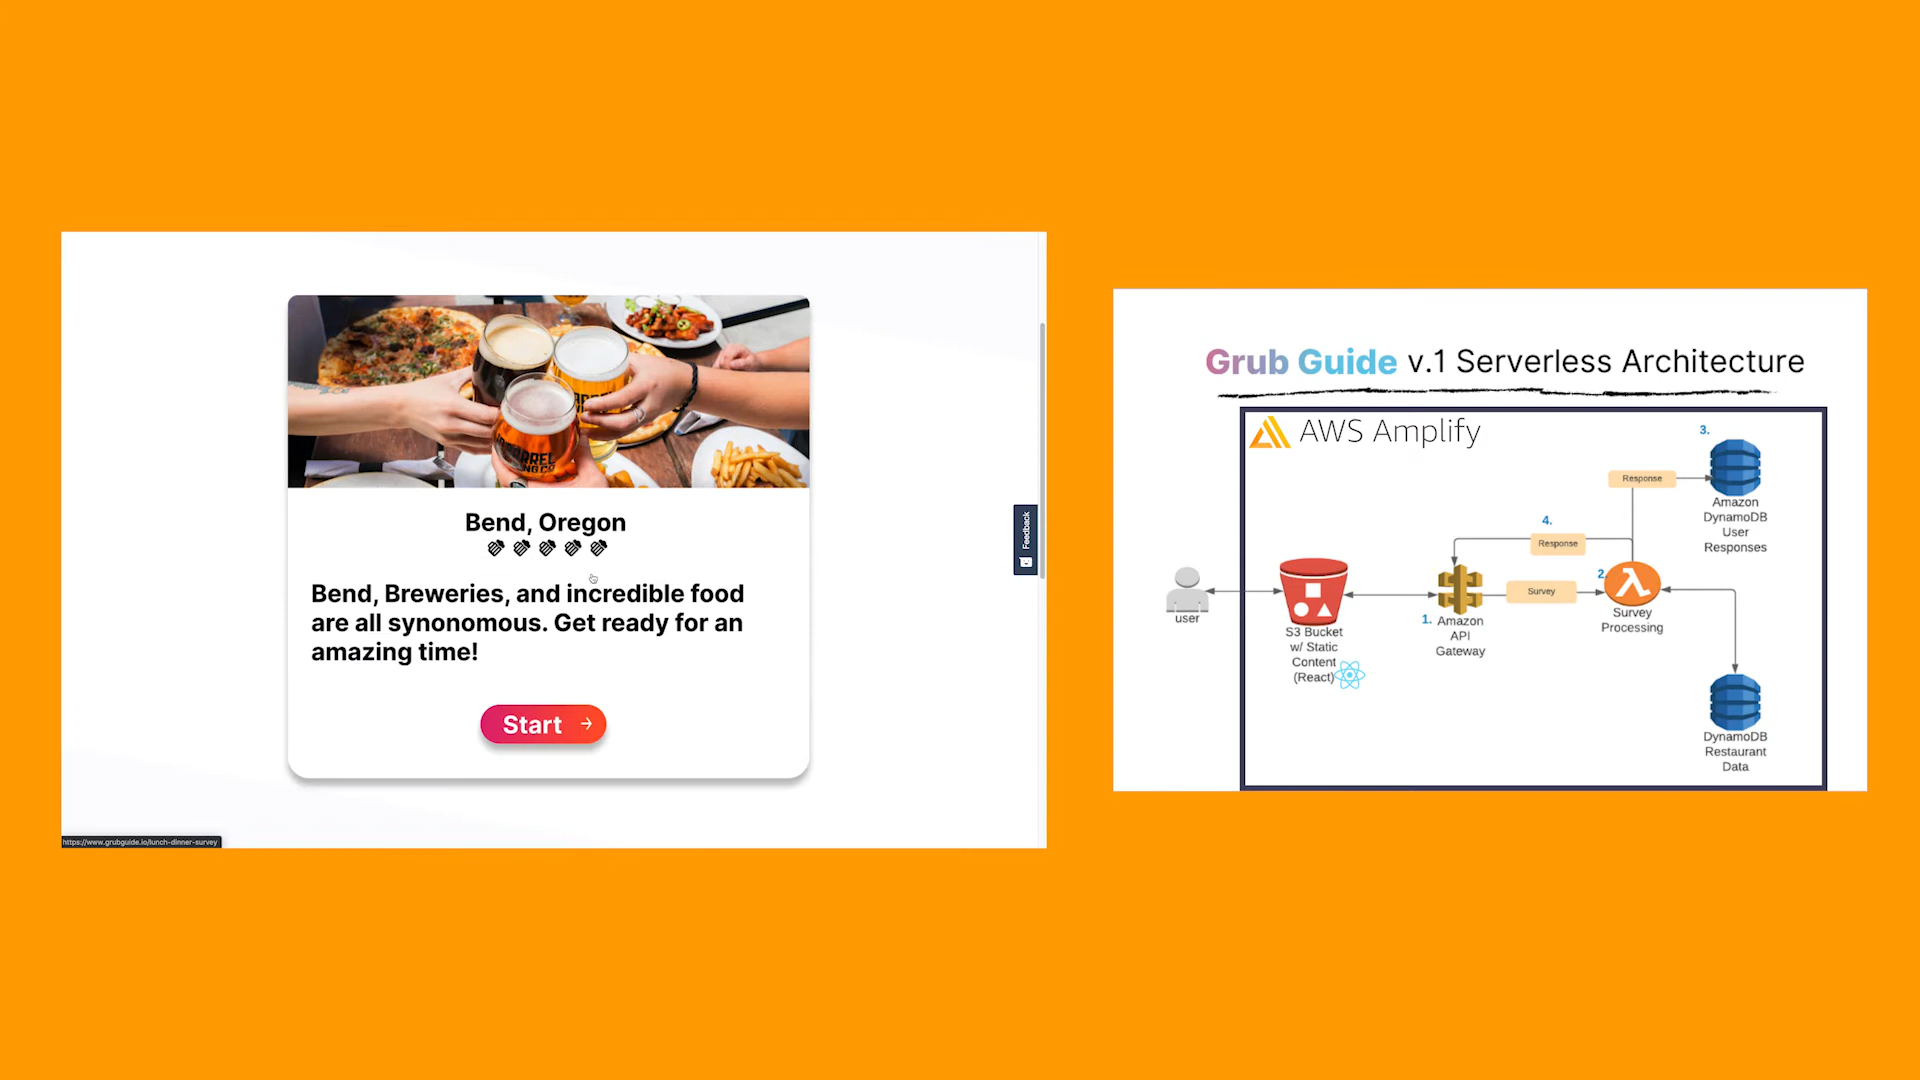 BARREL
ING CO
Bend, Oregon
Bend, Breweries, and incredible food
are all synonomous. Get ready for an
amazing time!
Start
Feedback
https://www.grubguide.io/lunch-dinner-survey
Grub Guide v.1 Serverless Architecture
AWS Amplify
3.
Response
Amazon
DynamoDB
User
Responses
4.
Response
2.
Survey
Survey
Processing
user
1.
Amazon
API
Gateway
S3 Bucket
w/ Static
Content
(React)
DynamoDB
Restaurant
Data